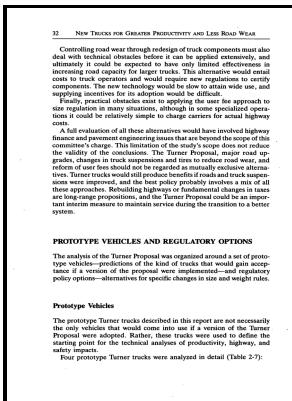 32 NEW TRUCKS FOR GREATER PRODUCTIVITY AND LESS ROAD WEAR
Controlling road wear through redesign of truck components must also
deal with technical obstacles before it can be applied extensively, and
ultimately it could be expected to have only limited effectiveness in
increasing road capacity for larger trucks. This alternative would entail
costs to truck operators and would require new regulations to certify
components. The new technology would be slow to attain wide use, and
supplying incentives for its adoption would be difficult.
Finally, practical obstacles exist to applying the user fee approach to
size regulation in many situations, although in some specialized opera-
tions it could be relatively simple to charge carriers for actual highway
costs.
A full evaluation of all these alternatives would have involved highway
finance and pavement engineering issues that are beyond the scope of this
committee's charge. This limitation of the study's scope does not reduce
the validity of the conclusions. The Turner Proposal, major road up-
grades, changes in truck suspensions and tires to reduce road wear, and
reform of user fees should not be regarded as mutually exclusive alterna-
tives. Turner trucks would still produce benefits if roads and truck suspen-
sions were improved, and the best policy probably involves a mix of all
these approaches. Rebuilding highways or fundamental changes in taxes
are long-range propositions, and the Turner Proposal could be an impor-
tant interim measure to maintain service during the transition to a better
system.
PROTOTYPE VEHICLES AND REGULATORY OPTIONS
The analysis of the Turner Proposal was organized around a set of proto-
type vehicles—predictions of the kind of trucks that would gain accep-
tance if a version of the proposal were implemented—and regulatory
policy options—alternatives for specific changes in size and weight rules.
Prototype Vehicles
The prototype Turner trucks described in this report are not necessarily
the only vehicles that would come into use if a version of the Turner
Proposal were adopted. Rather, these trucks were used to define the
starting point for the technical analyses of productivity, highway, and
safety impacts.
Four prototype Turner trucks were analyzed in detail (Table 2-7):